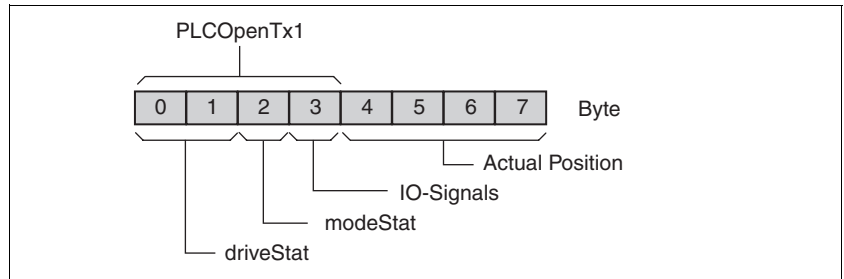 PLCOpenTx1
0 1 2 3 4 5 6 7 Byte
Actual Position
IO-Signals
modeStat
driveStat